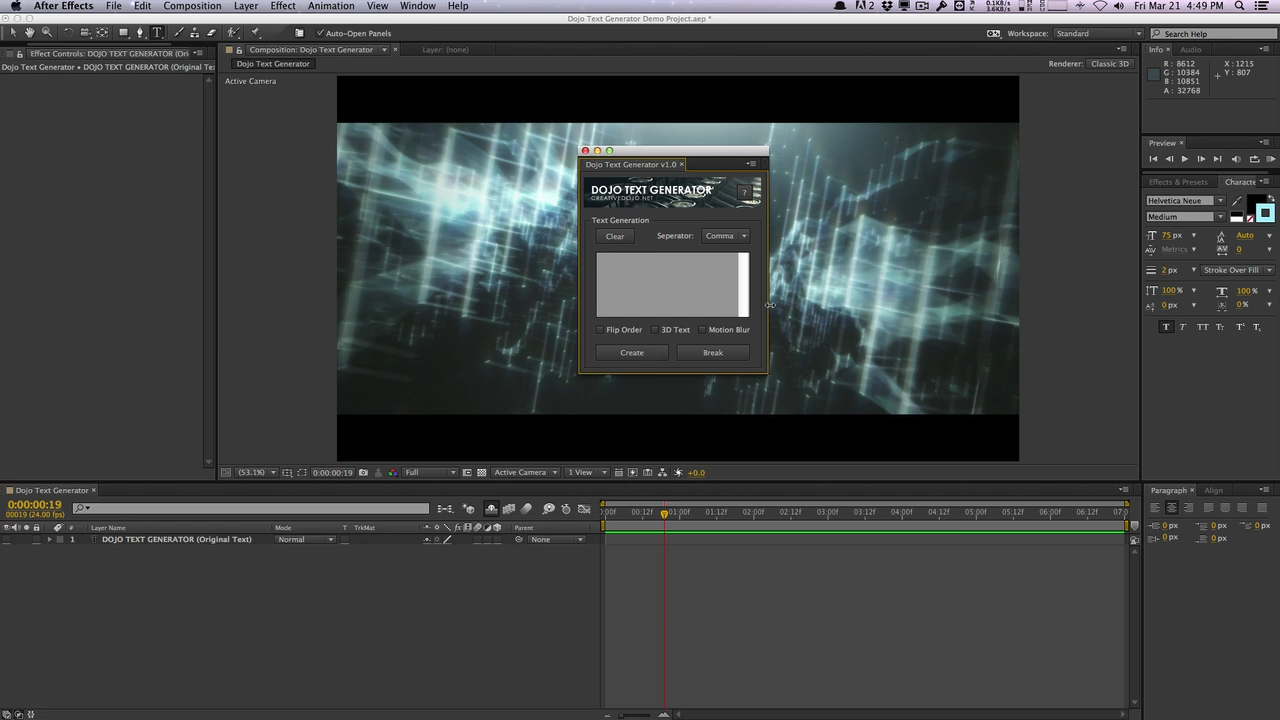 After Effects File Edit Composition Layer Effect Animation View Window Help
2 0.1KB/s 3.6KB/s Fri Mar 21 4:49 PM
Dojo Text Generator Demo Project.aep *
Auto-Open Panels
Workspace: Standard
Search Help
Effect Controls: DOJO TEXT GENERATOR (Ori
Dojo Text Generator • DOJO TEXT GENERATOR (Original Te
Composition: Dojo Text Generator
Layer: (none)
Dojo Text Generator
Renderer: Classic 3D
Active Camera
Dojo Text Generator v1.0
DOJO TEXT GENERATOR
CREATIVEDOJO.NET
?
Text Generation
Clear
Seperator: Comma
Flip Order
3D Text
Motion Blur
Create
Break
(53.1%)
0:00:00:19
Full
Active Camera
1 View
+0.0
Info
Audio
R : 8612
G : 10384
B : 10851
A : 32768
X : 1215
Y : 807
Preview
Effects & Presets
Characte
Helvetica Neue
Medium
75 px
Auto
Metrics
0
2 px
Stroke Over Fill
100 %
100 %
0 px
0 %
T T TT Tr T¹ T₁
Dojo Text Generator
0:00:00:19
00019 (24.00 fps)
# Layer Name Mode T TrkMat Parent
1 T DOJO TEXT GENERATOR (Original Text) Normal None
):00f 00:12f 01:00f 01:12f 02:00f 02:12f 03:00f 03:12f 04:00f 04:12f 05:00f 05:12f 06:00f 06:12f 07:0
Paragraph
Align
0 px 0 px 0 px
0 px 0 px